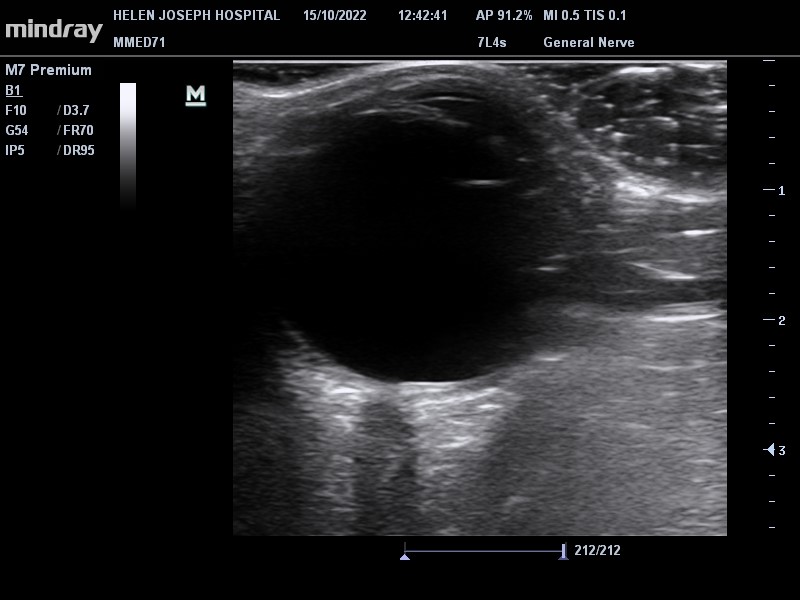 mindray
HELEN JOSEPH HOSPITAL 15/10/2022 12:42:41 AP 91.2% MI 0.5 TIS 0.1
MMED71 7L4s General Nerve
M7 Premium
B1
F10 / D3.7
G54 / FR70
IP5 / DR95
M
1
2
3
212/212